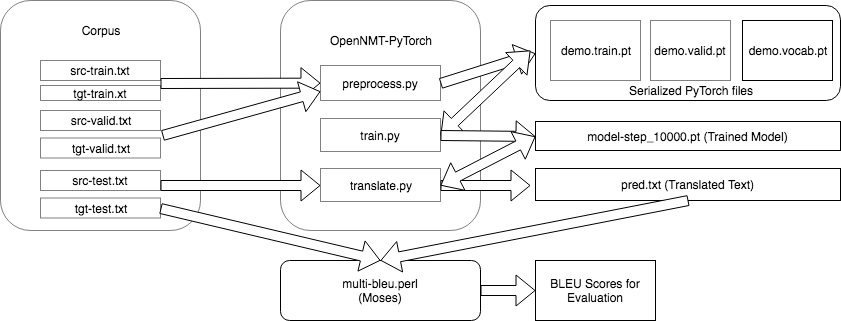 Corpus
src-train.txt
tgt-train.xt
src-valid.txt
tgt-valid.txt
src-test.txt
tgt-test.txt
OpenNMT-PyTorch
preprocess.py
train.py
translate.py
demo.train.pt
demo.valid.pt
demo.vocab.pt
Serialized PyTorch files
model-step_10000.pt (Trained Model)
pred.txt (Translated Text)
multi-bleu.perl
(Moses)
BLEU Scores for
Evaluation